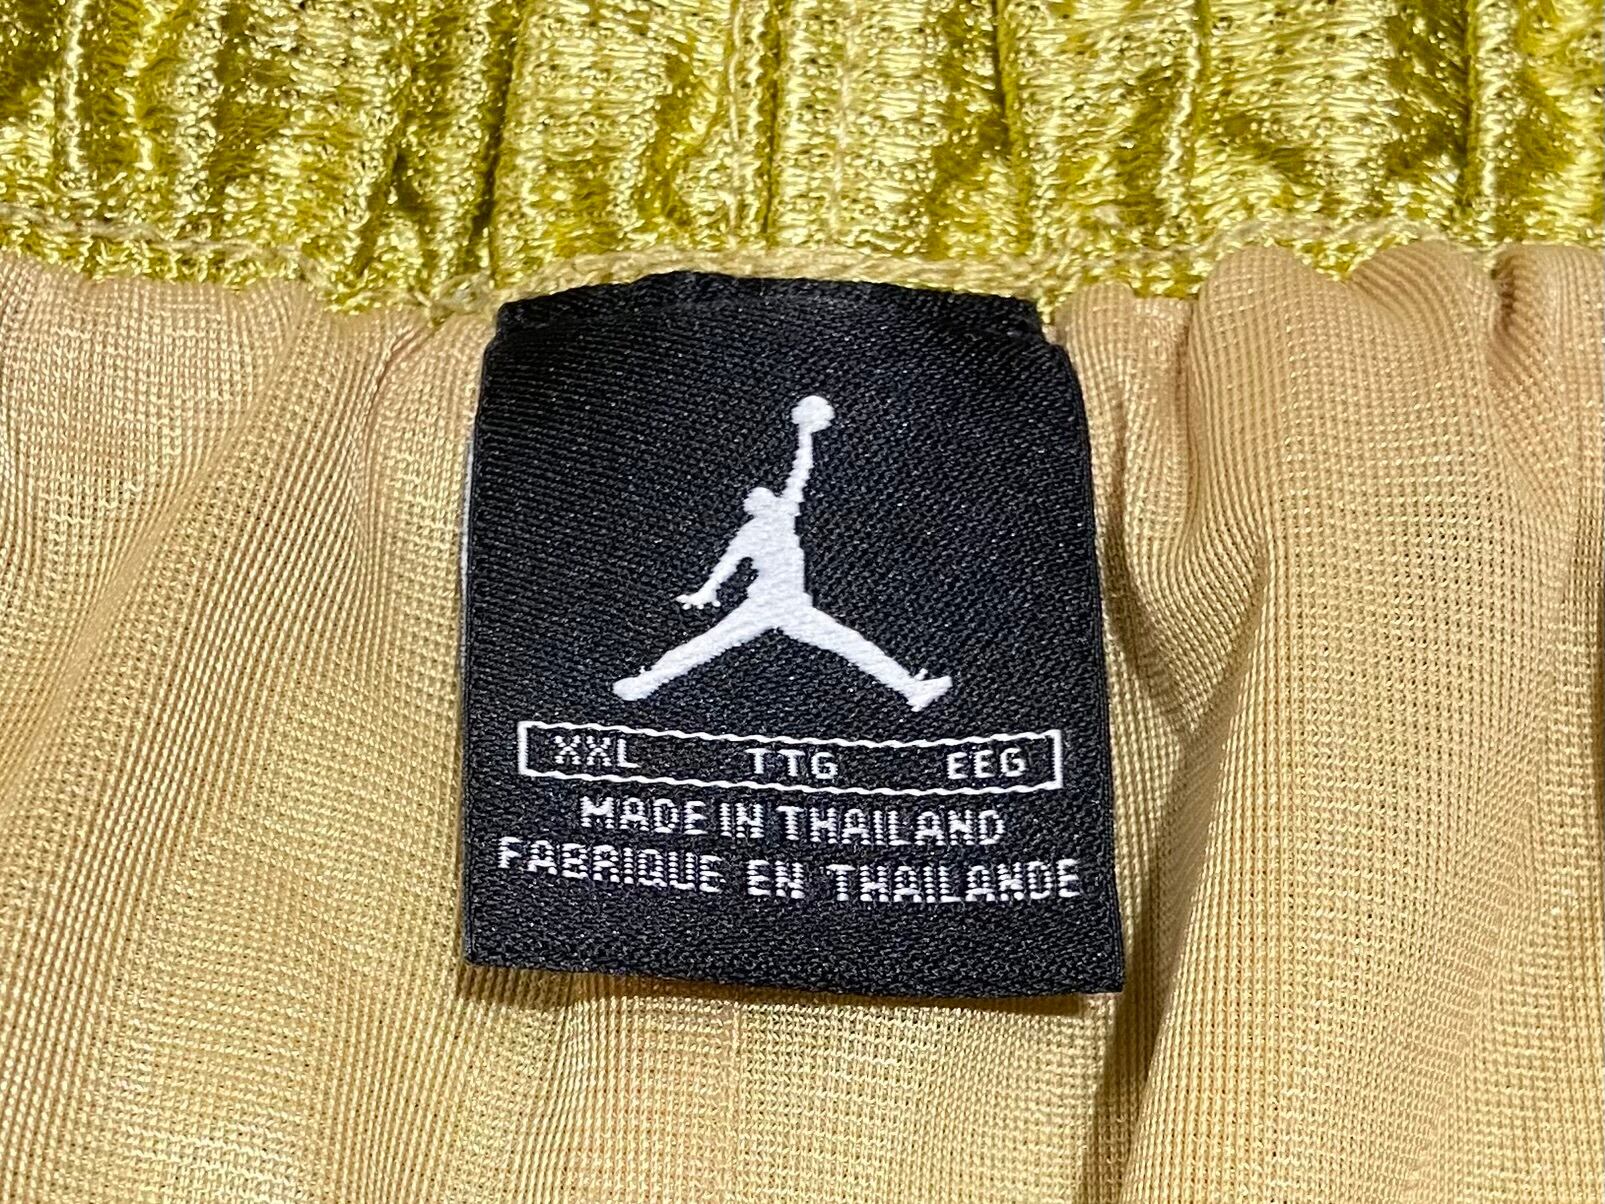 XXL TTG EEG
MADE IN THAILAND
FABRIQUE EN THAILANDE